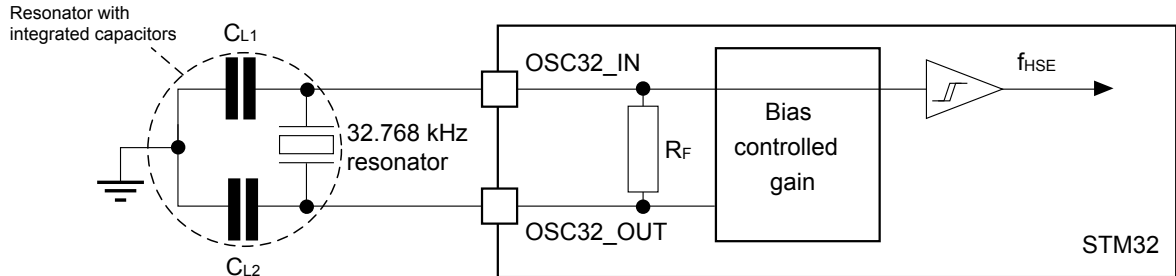 Resonator with
integrated capacitors
CL1
OSC32_IN
fHSE
32.768 kHz
resonator
RF
Bias
controlled
gain
OSC32_OUT
CL2
STM32